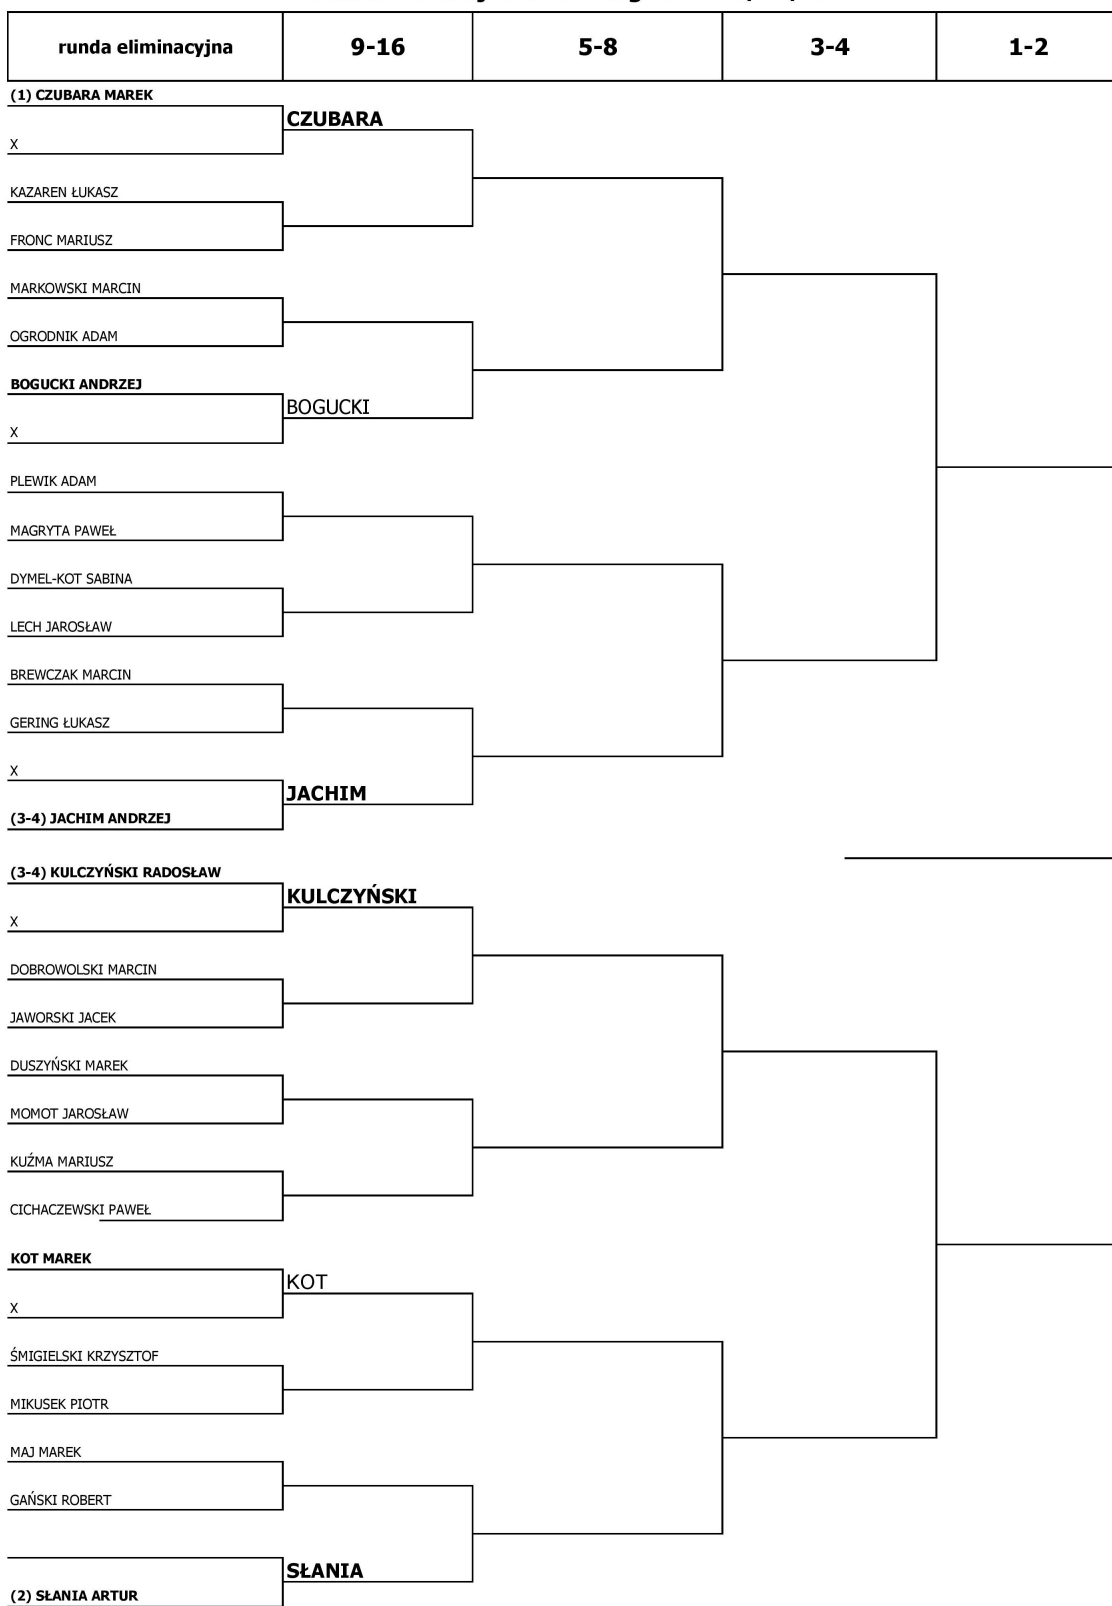 runda eliminacyjna 9-16 5-8 3-4 1-2
(1) CZUBARA MAREK
CZUBARA
X
KAZAREN ŁUKASZ
FRONC MARIUSZ
MARKOWSKI MARCIN
OGRODNIK ADAM
BOGUCKI ANDRZEJ
BOGUCKI
X
PLEWIK ADAM
MAGRYTA PAWEŁ
DYMEL-KOT SABINA
LECH JAROSŁAW
BREWCZAK MARCIN
GERING ŁUKASZ
X
JACHIM
(3-4) JACHIM ANDRZEJ
(3-4) KULCZYŃSKI RADOSŁAW
KULCZYŃSKI
X
DOBROWOLSKI MARCIN
JAWORSKI JACEK
DUSZYŃSKI MAREK
MOMOT JAROSŁAW
KUŹMA MARIUSZ
CICHACZEWSKI PAWEŁ
KOT MAREK
KOT
X
ŚMIGIELSKI KRZYSZTOF
MIKUSEK PIOTR
MAJ MAREK
GAŃSKI ROBERT
SŁANIA
(2) SŁANIA ARTUR